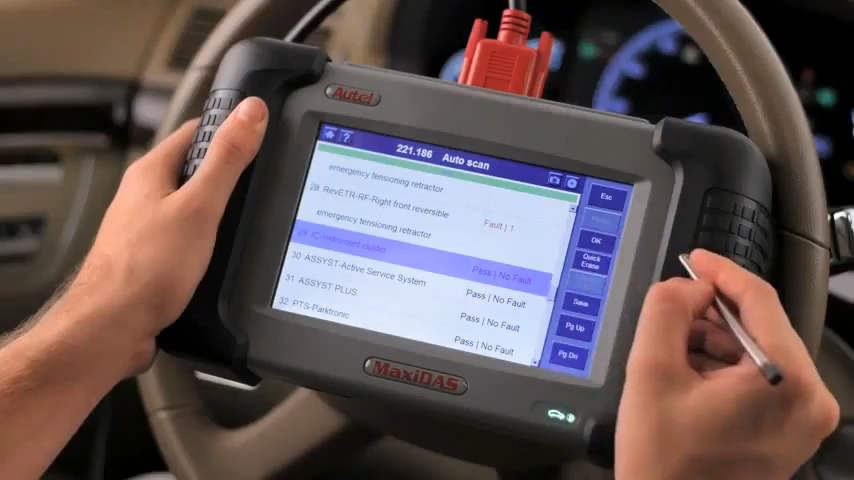 Autel
?
221.186 Auto scan
emergency tensioning retractor
28 RevETR-RF-Right front reversible
emergency tensioning retractor
Fault | 1
29 IC-Instrument cluster
Pass | No Fault
30 ASSYST-Active Service System
Pass | No Fault
31 ASSYST PLUS
Pass | No Fault
32 PTS-Parktronic
Pass | No Fault
Esc
OK
Quick
Erase
Save
Pg Up
Pg Dn
MaxiDAS